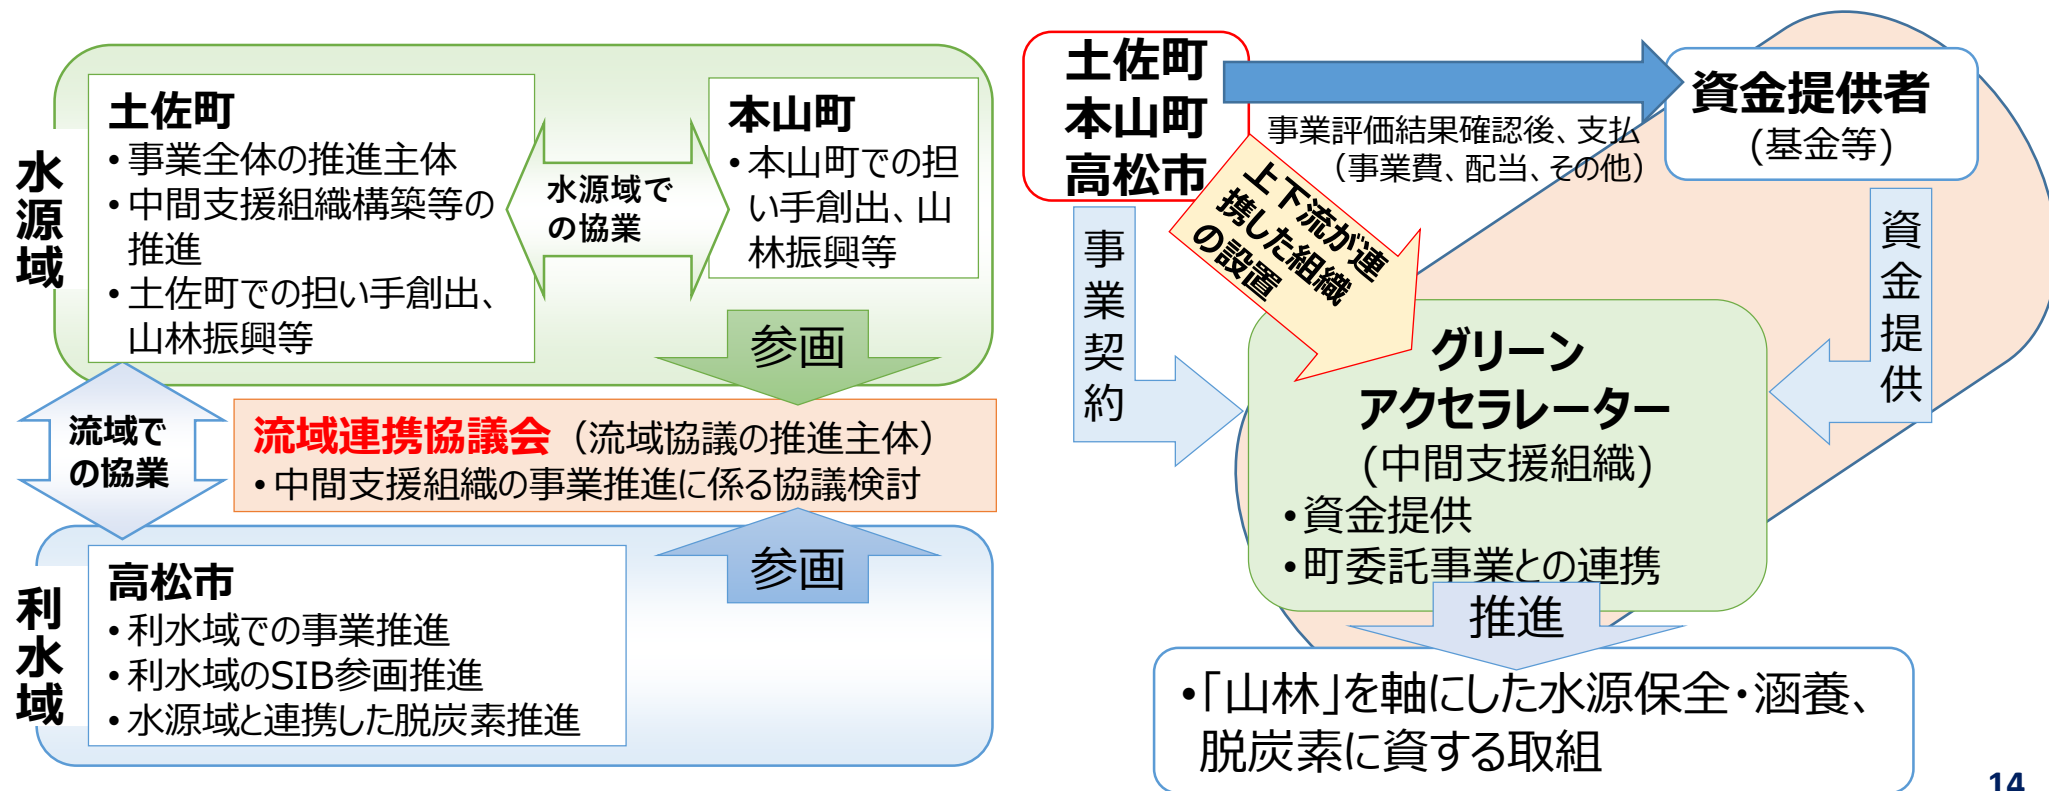 水源域
土佐町
•事業全体の推進主体
•中間支援組織構築等の
推進
•土佐町での担い手創出、
山林振興等
水源域で
の協業
本山町
•本山町での担
い手創出、山
林振興等
参画
流域で
の協業
流域連携協議会（流域協議の推進主体）
•中間支援組織の事業推進に係る協議検討
参画
利水域
高松市
•利水域での事業推進
•利水域のSIB参画推進
•水源域と連携した脱炭素推進
土佐町
本山町
高松市
事業評価結果確認後、支払
（事業費、配当、その他）
資金提供者
(基金等)
上下流が連
携した組織
の設置
事業契約
資金提供
グリーン
アクセラレーター
(中間支援組織)
•資金提供
•町委託事業との連携
推進
•「山林」を軸にした水源保全・涵養、
脱炭素に資する取組
14